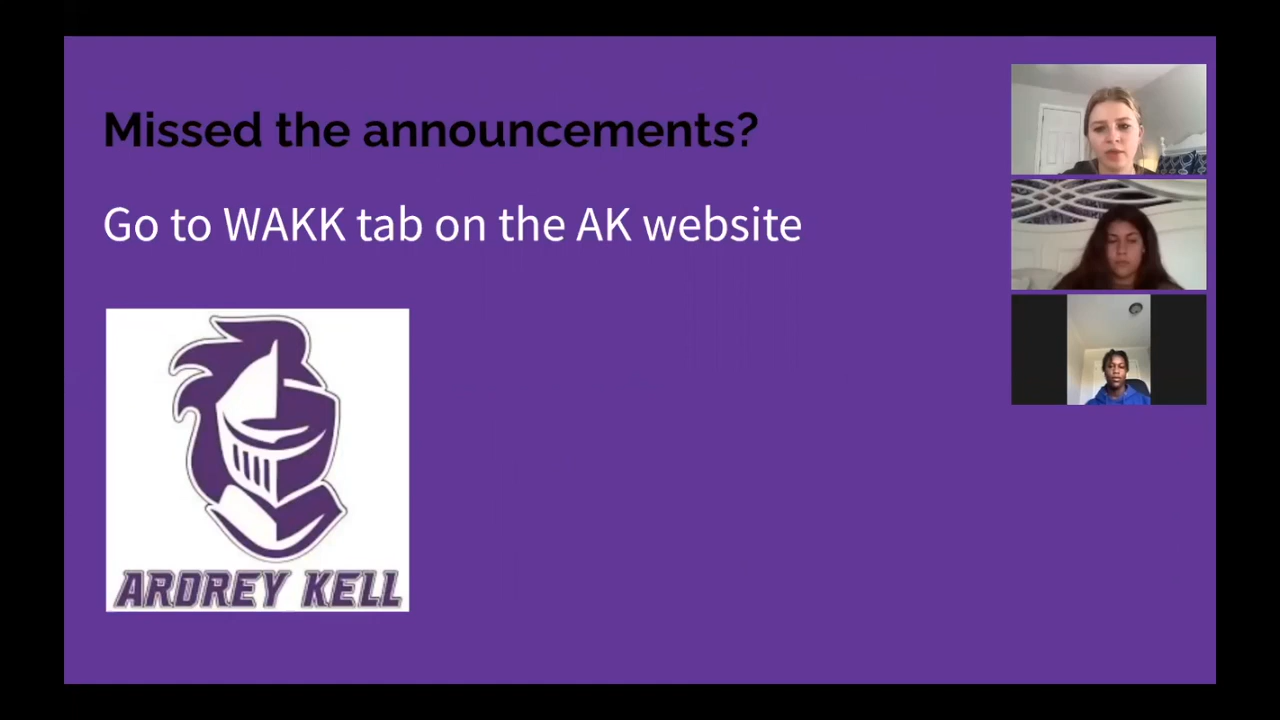 Missed the announcements?
Go to WAKK tab on the AK website
ARDREY KELL